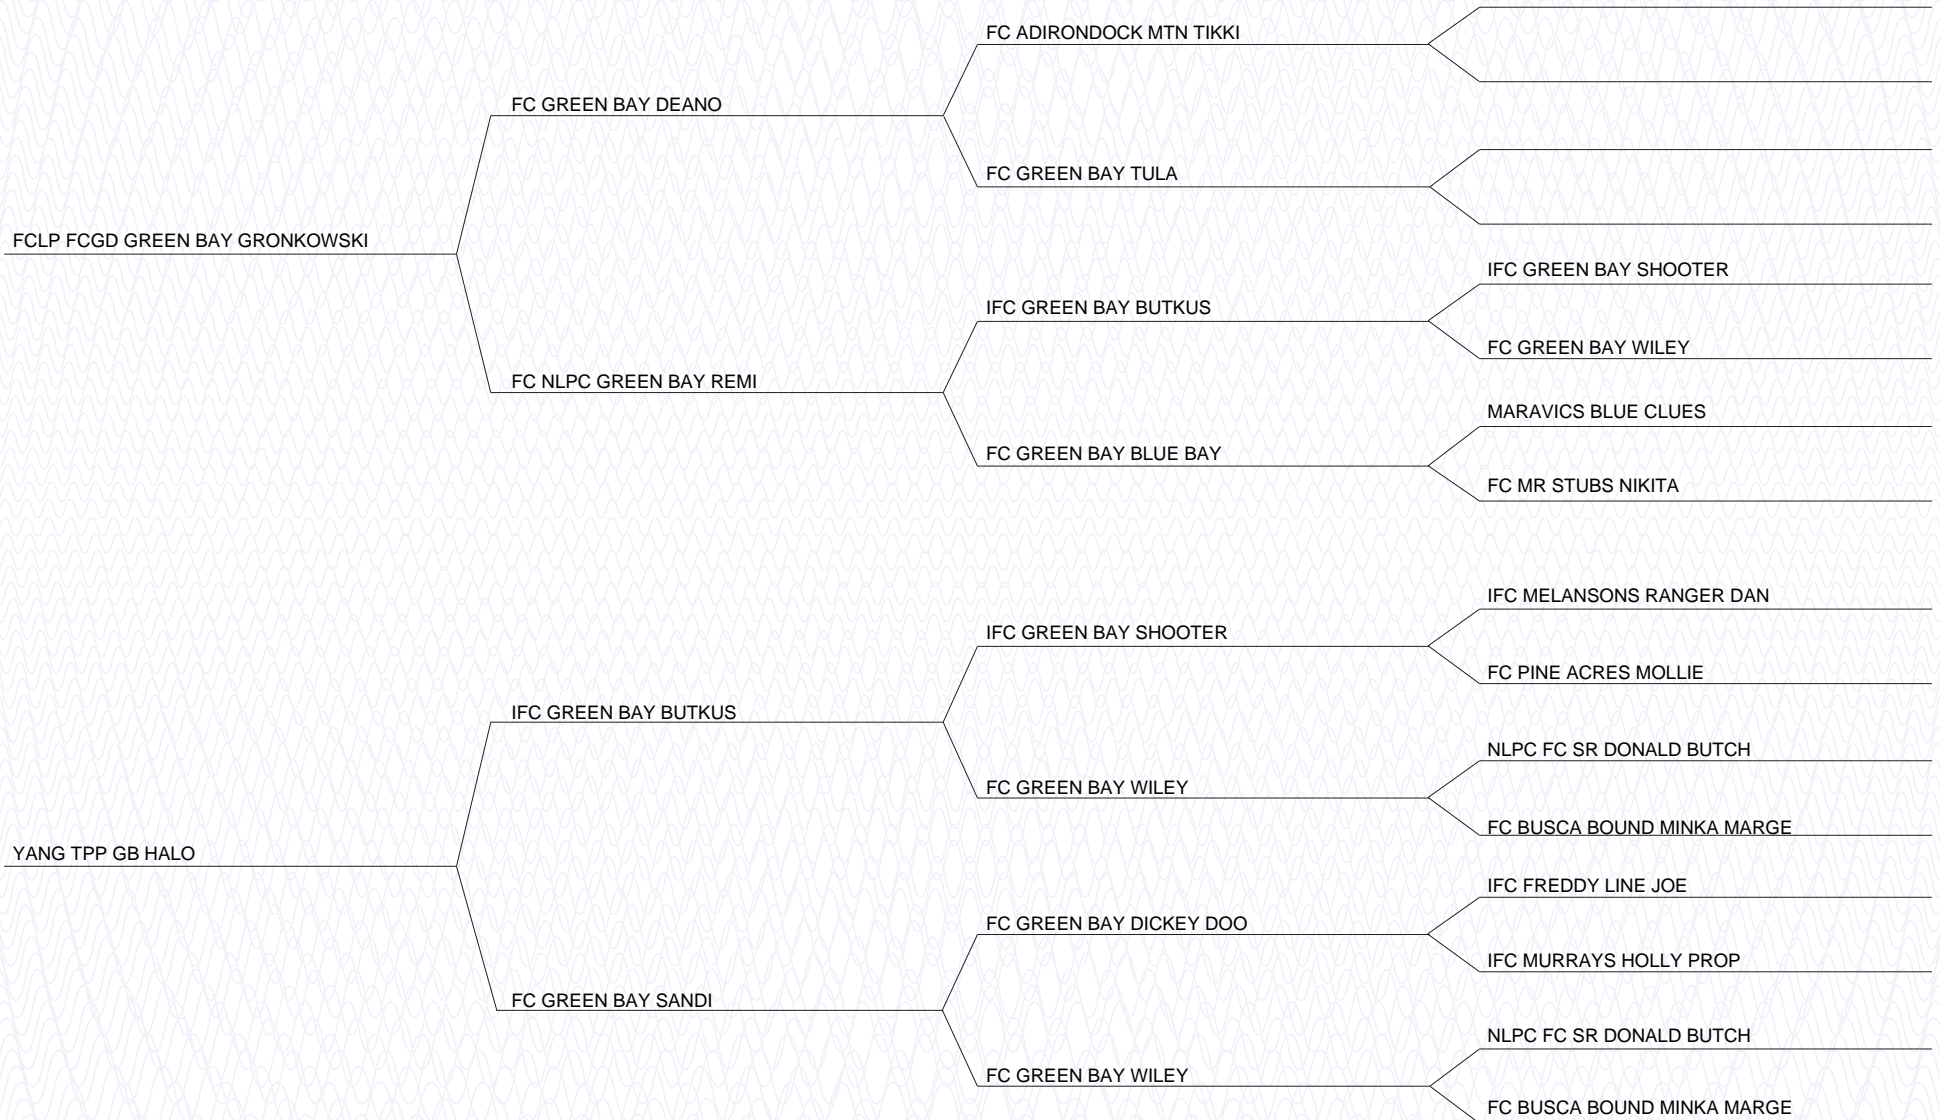 FC ADIRONDOCK MTN TIKKI
FC GREEN BAY DEANO
FC GREEN BAY TULA
FCLP FCGD GREEN BAY GRONKOWSKI
IFC GREEN BAY SHOOTER
IFC GREEN BAY BUTKUS
FC GREEN BAY WILEY
FC NLPC GREEN BAY REMI
MARAVICS BLUE CLUES
FC GREEN BAY BLUE BAY
FC MR STUBS NIKITA
IFC MELANSONS RANGER DAN
IFC GREEN BAY SHOOTER
FC PINE ACRES MOLLIE
IFC GREEN BAY BUTKUS
NLPC FC SR DONALD BUTCH
FC GREEN BAY WILEY
FC BUSCA BOUND MINKA MARGE
YANG TPP GB HALO
IFC FREDDY LINE JOE
FC GREEN BAY DICKEY DOO
IFC MURRAYS HOLLY PROP
FC GREEN BAY SANDI
NLPC FC SR DONALD BUTCH
FC GREEN BAY WILEY
FC BUSCA BOUND MINKA MARGE